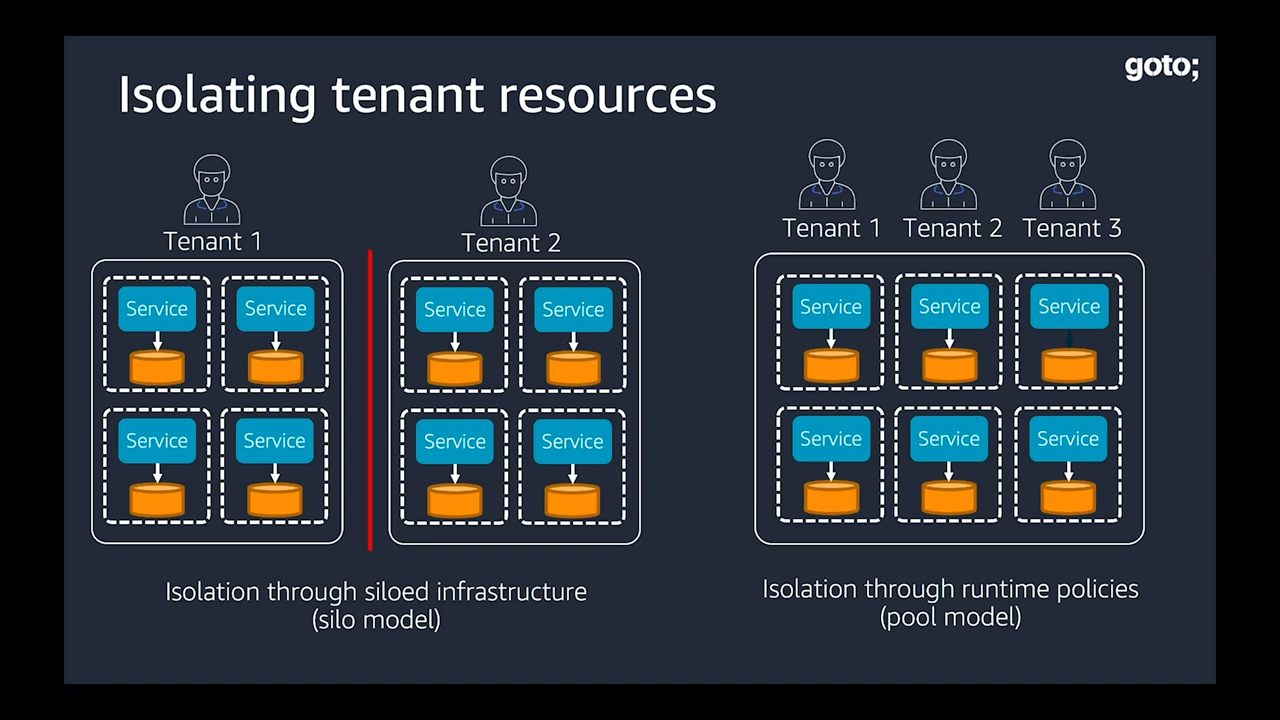 goto;
Isolating tenant resources
Tenant 1
Tenant 2
Service
Service
Service
Service
Service
Service
Service
Service
Isolation through siloed infrastructure
(silo model)
Tenant 1
Tenant 2
Tenant 3
Service
Service
Service
Service
Service
Service
Isolation through runtime policies
(pool model)